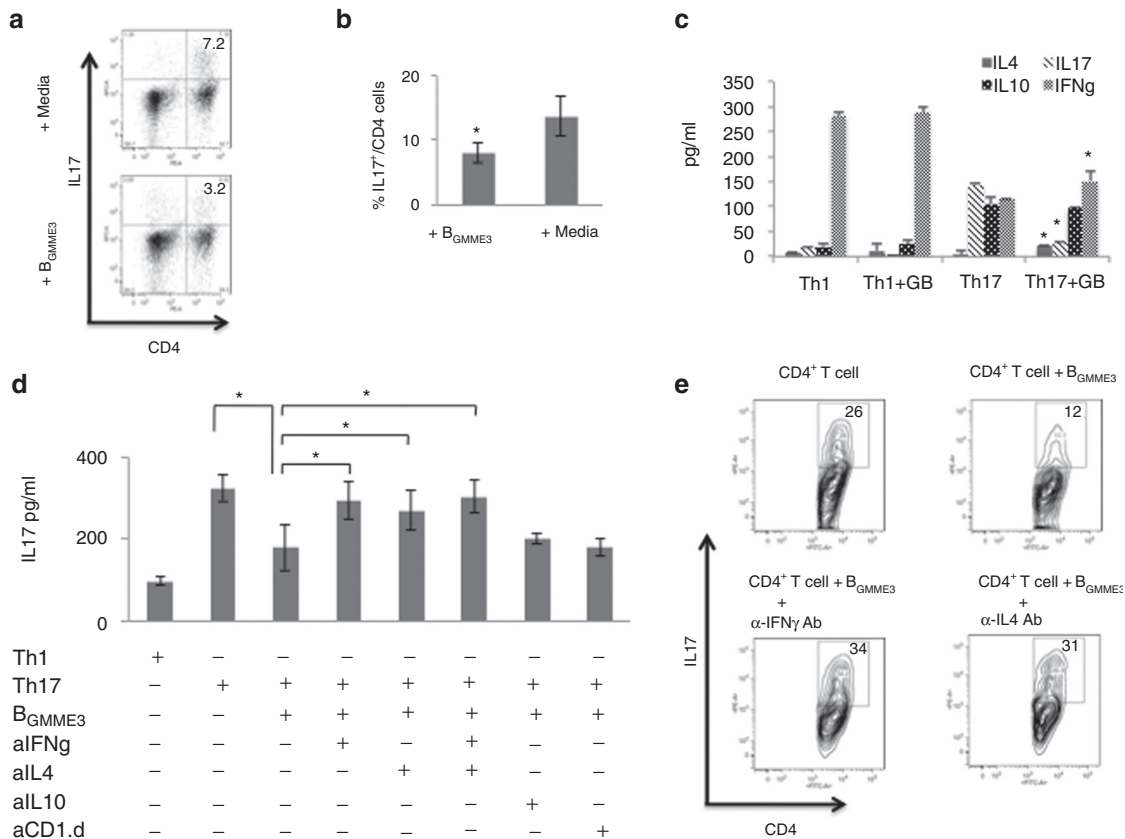 a
7.2
+ Media
IL17
3.2
+ BGMME3
CD4
b
20
10
0
% IL17+/CD4 cells
*
+ BGMME3
+ Media
c
IL4
IL17
IL10
IFNg
350
300
250
200
150
100
50
0
pg/ml
* * *
Th1 Th1+GB Th17 Th17+GB
d
* * * *
400
200
0
IL17 pg/ml
Th1 + – – – – – – –
Th17 – + + + + + + +
BGMME3 – – + + + + + +
aIFNg – – – + – + – –
aIL4 – – – – + + – –
aIL10 – – – – – – + –
aCD1.d – – – – – – – +
e
CD4+ T cell
26
CD4+ T cell + BGMME3
12
CD4+ T cell + BGMME3
+
α-IFNγ Ab
34
CD4+ T cell + BGMME3
+
α-IL4 Ab
31
IL17
CD4